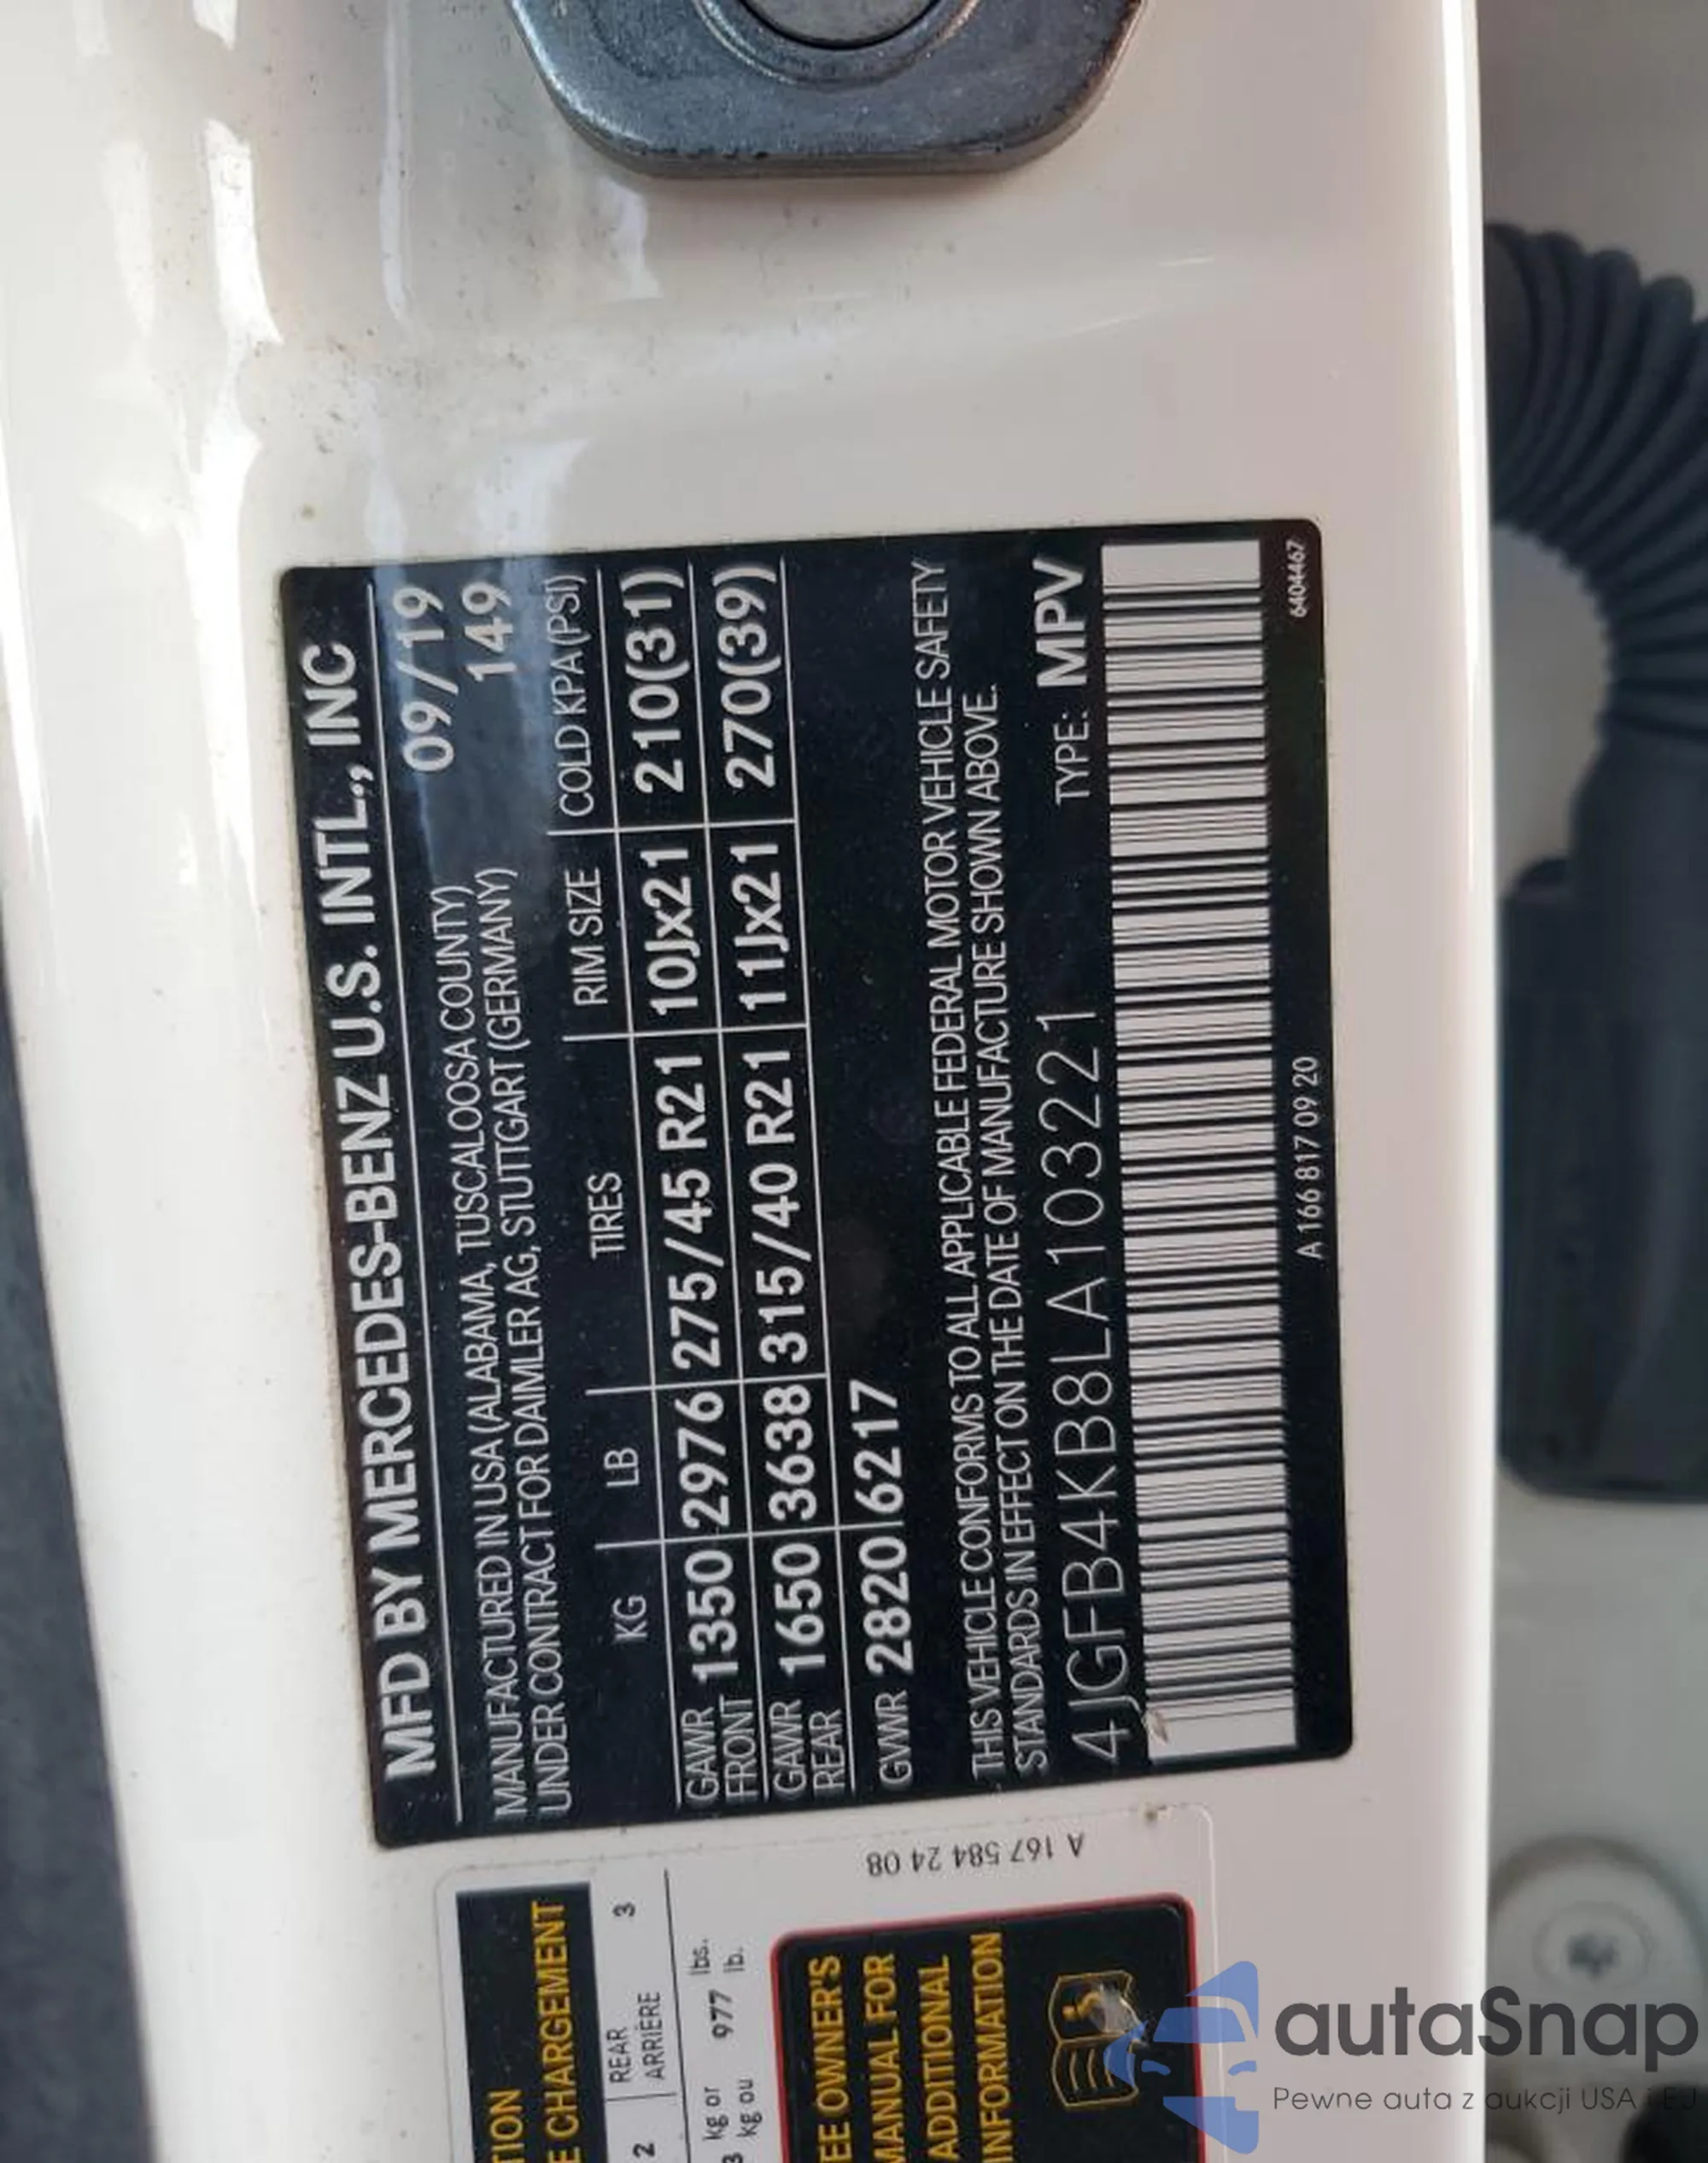 MFD BY MERCEDES-BENZ U.S. INTL., INC
MANUFACTURED IN USA (ALABAMA, TUSCALOOSA COUNTY) 09/19
UNDER CONTRACT FOR DAIMLER AG, STUTTGART (GERMANY) 149
KG LB TIRES RIM SIZE COLD KPA (PSI)
GAWR FRONT 1350 2976 275/45 R21 10Jx21 210(31)
GAWR REAR 1650 3638 315/40 R21 11Jx21 270(39)
GVWR 2820 6217
THIS VEHICLE CONFORMS TO ALL APPLICABLE FEDERAL MOTOR VEHICLE SAFETY
STANDARDS IN EFFECT ON THE DATE OF MANUFACTURE SHOWN ABOVE.
4JGFB4KB8LA103221 TYPE: MPV
A 166 817 09 20
6404467
A 167 584 24 08
TION
E CHARGEMENT
2 REAR 3
ARRIÈRE
kg or 977 lbs.
kg ou lb.
EE OWNER'S
MANUAL FOR
ADDITIONAL
INFORMATION
autaSnap
Pewne auta z aukcji USA i EU